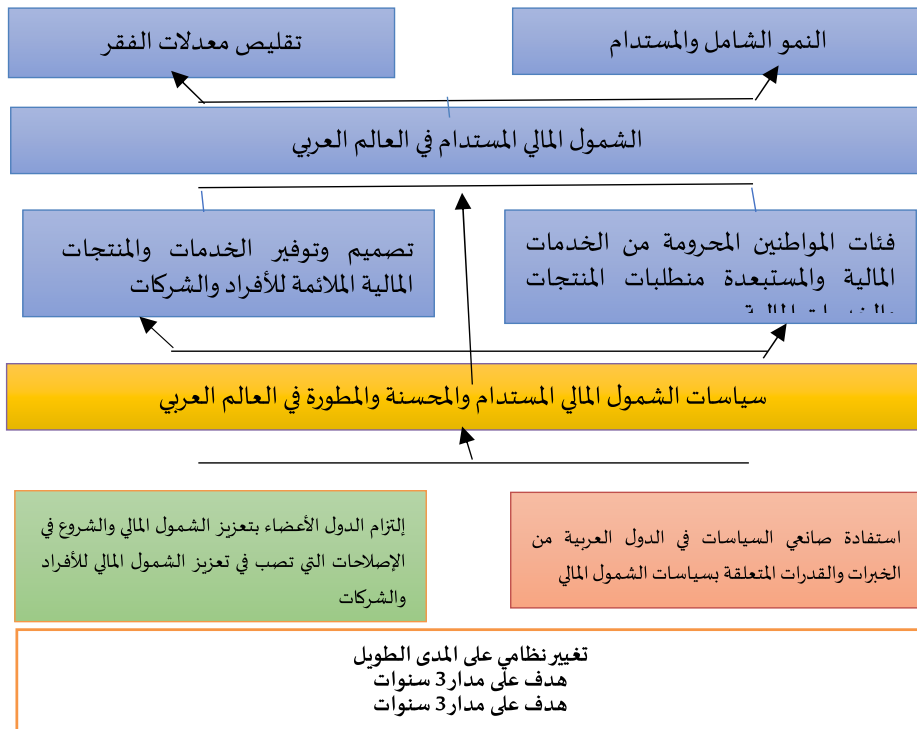 النمو الشامل والمستدام
تقليص معدلات الفقر
الشمول المالي المستدام في العالم العربي
فئات المواطنين المحرومة من الخدمات
المالية والمستبعدة منطلبات المنتجات
تصميم وتوفير الخدمات والمنتجات
المالية الملائمة للأفراد والشركات
سياسات الشمول المالي المستدام والمحسنة والمطورة في العالم العربي
استفادة صانعي السياسات في الدول العربية من
الخبرات والقدرات المتعلقة بسياسات الشمول المالي
إلتزام الدول الأعضاء بتعزيز الشمول المالي والشروع في
الإصلاحات التي تصب في تعزيز الشمول المالي للأفراد
والشركات
تغيير نظامي على المدى الطويل
هدف على مدار3 سنوات
هدف على مدار3 سنوات